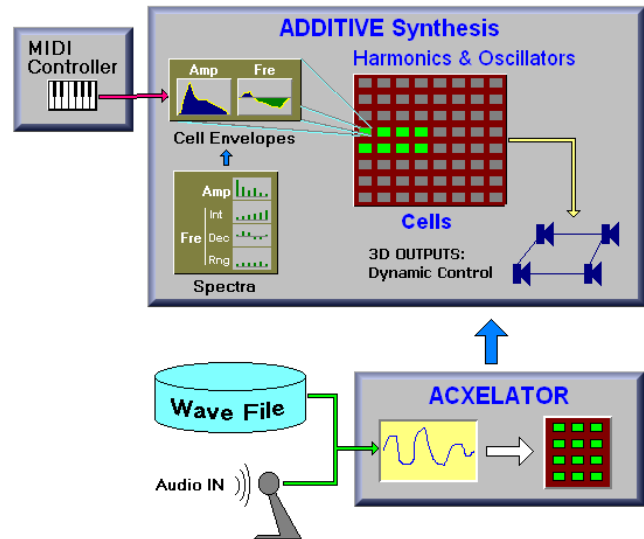 ADDITIVE Synthesis
MIDI
Controller
Harmonics & Oscillators
Amp
Fre
Cell Envelopes
Amp
Int
Fre
Dec
Rng
Spectra
Cells
3D OUTPUTS:
Dynamic Control
ACXELATOR
Wave File
Audio IN